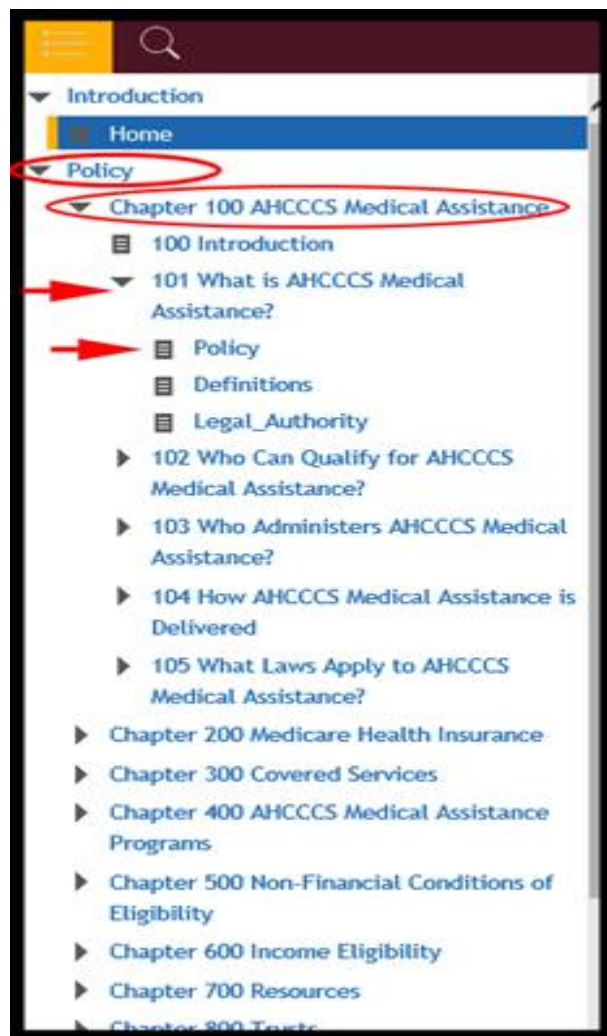 Introduction
Home
Policy
Chapter 100 AHCCCS Medical Assistance
100 Introduction
101 What is AHCCCS Medical
Assistance?
Policy
Definitions
Legal_Authority
102 Who Can Qualify for AHCCCS
Medical Assistance?
103 Who Administers AHCCCS Medical
Assistance?
104 How AHCCCS Medical Assistance is
Delivered
105 What Laws Apply to AHCCCS
Medical Assistance?
Chapter 200 Medicare Health Insurance
Chapter 300 Covered Services
Chapter 400 AHCCCS Medical Assistance
Programs
Chapter 500 Non-Financial Conditions of
Eligibility
Chapter 600 Income Eligibility
Chapter 700 Resources
Chapter 800 Trusts